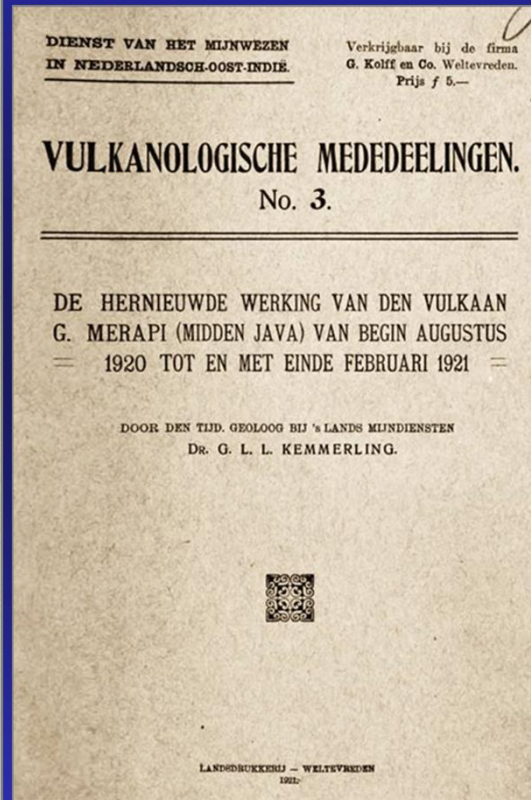 DIENST VAN HET MIJNWEZEN
IN NEDERLANDSCH-OOST-INDIË.
Verkrijgbaar bij de firma
G. Kolff en Co. Weltevreden.
Prijs ƒ 5.—
VULKANOLOGISCHE MEDEDEELINGEN.
No. 3.
DE HERNIEUWDE WERKING VAN DEN VULKAAN
G. MERAPI (MIDDEN JAVA) VAN BEGIN AUGUSTUS
1920 TOT EN MET EINDE FEBRUARI 1921
DOOR DEN TIJD. GEOLOOG BIJ 's LANDS MIJNDIENSTEN
DR. G. L. L. KEMMERLING.
LANDSDRUKKERIJ — WELTEVREDEN
1921.